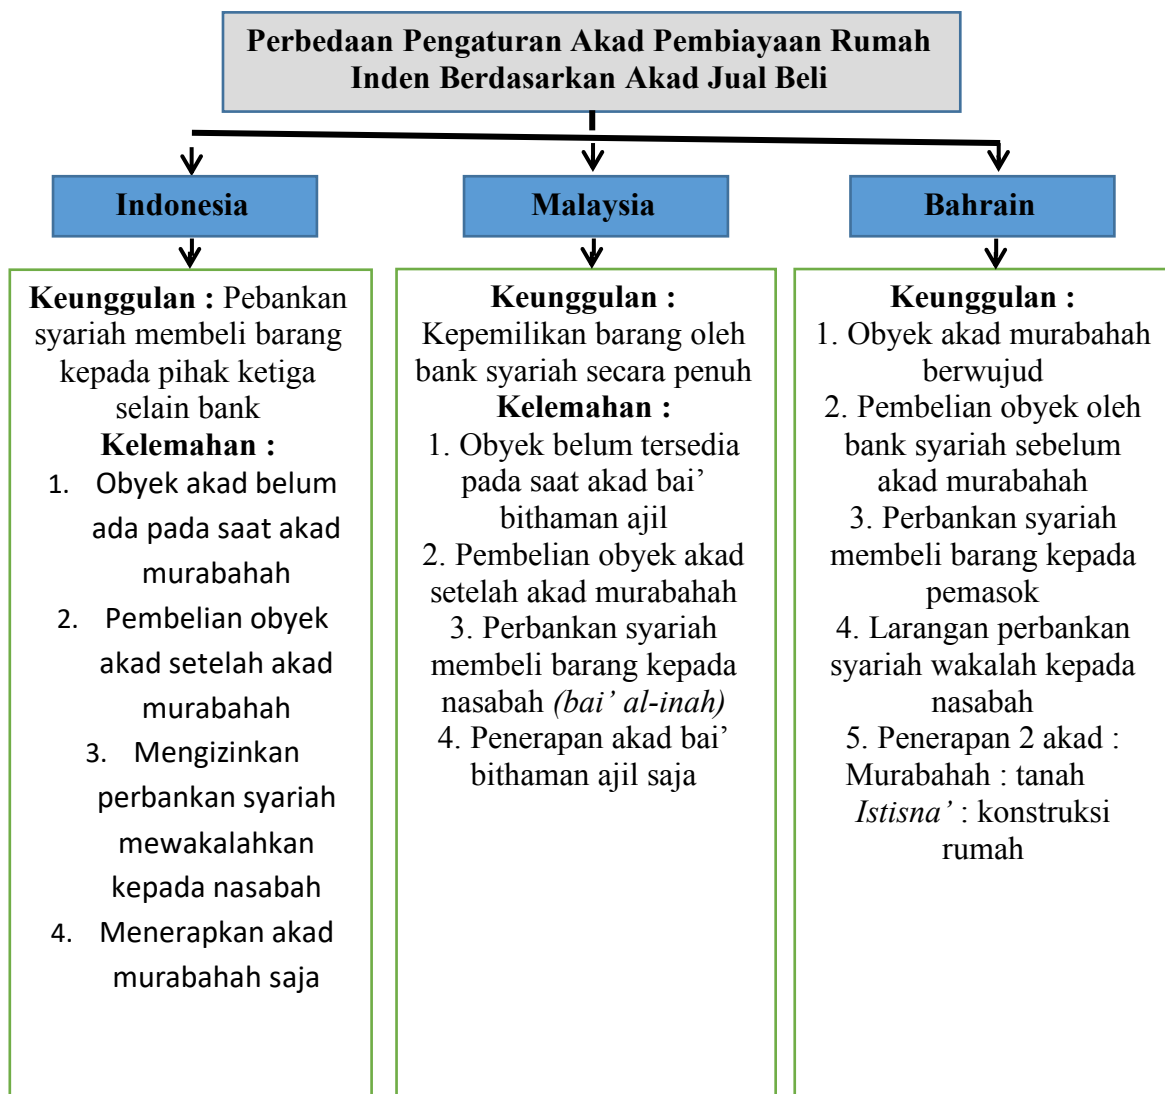 Perbedaan Pengaturan Akad Pembiayaan Rumah
Inden Berdasarkan Akad Jual Beli
Indonesia
Keunggulan : Pebankan
syariah membeli barang
kepada pihak ketiga
selain bank
Kelemahan :
1. Obyek akad belum
ada pada saat akad
murabahah
2. Pembelian obyek
akad setelah akad
murabahah
3. Mengizinkan
perbankan syariah
mewakalahkan
kepada nasabah
4. Menerapkan akad
murabahah saja
Malaysia
Keunggulan :
Kepemilikan barang oleh
bank syariah secara penuh
Kelemahan :
1. Obyek belum tersedia
pada saat akad bai’
bithaman ajil
2. Pembelian obyek akad
setelah akad murabahah
3. Perbankan syariah
membeli barang kepada
nasabah (bai’ al-inah)
4. Penerapan akad bai’
bithaman ajil saja
Bahrain
Keunggulan :
1. Obyek akad murabahah
berwujud
2. Pembelian obyek oleh
bank syariah sebelum
akad murabahah
3. Perbankan syariah
membeli barang kepada
pemasok
4. Larangan perbankan
syariah wakalah kepada
nasabah
5. Penerapan 2 akad :
Murabahah : tanah
Istisna’ : konstruksi
rumah